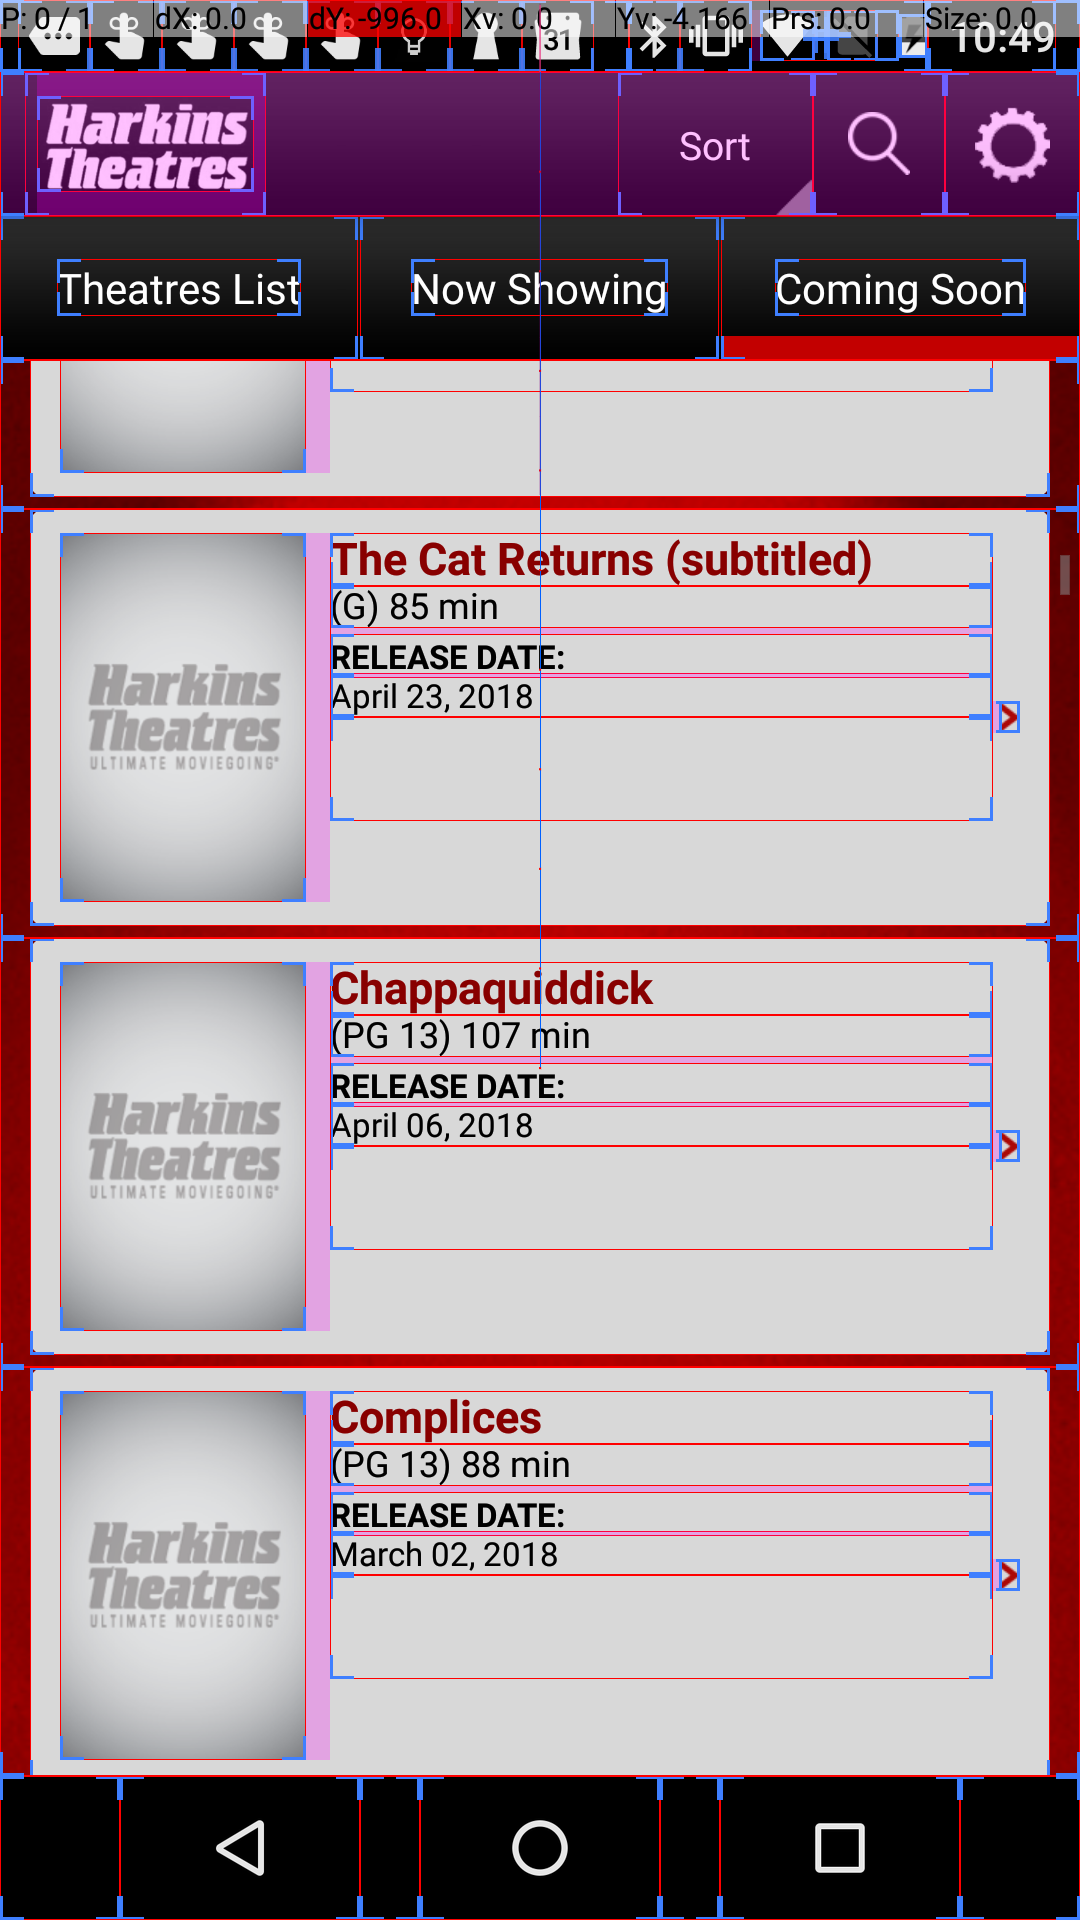 P: 0 / 1 dX: 0.0 dY: -996.0 Xv: 0.0 Yv: -4.166 Prs: 0.0 Size: 0.0
31 10:49
Harkins
Theatres
Sort
Theatres List Now Showing Coming Soon
The Cat Returns (subtitled)
(G) 85 min
RELEASE DATE:
April 23, 2018
>
Harkins
Theatres
ULTIMATE MOVIEGOING®
Chappaquiddick
(PG 13) 107 min
RELEASE DATE:
April 06, 2018
>
Harkins
Theatres
ULTIMATE MOVIEGOING®
Complices
(PG 13) 88 min
RELEASE DATE:
March 02, 2018
>
Harkins
Theatres
ULTIMATE MOVIEGOING®